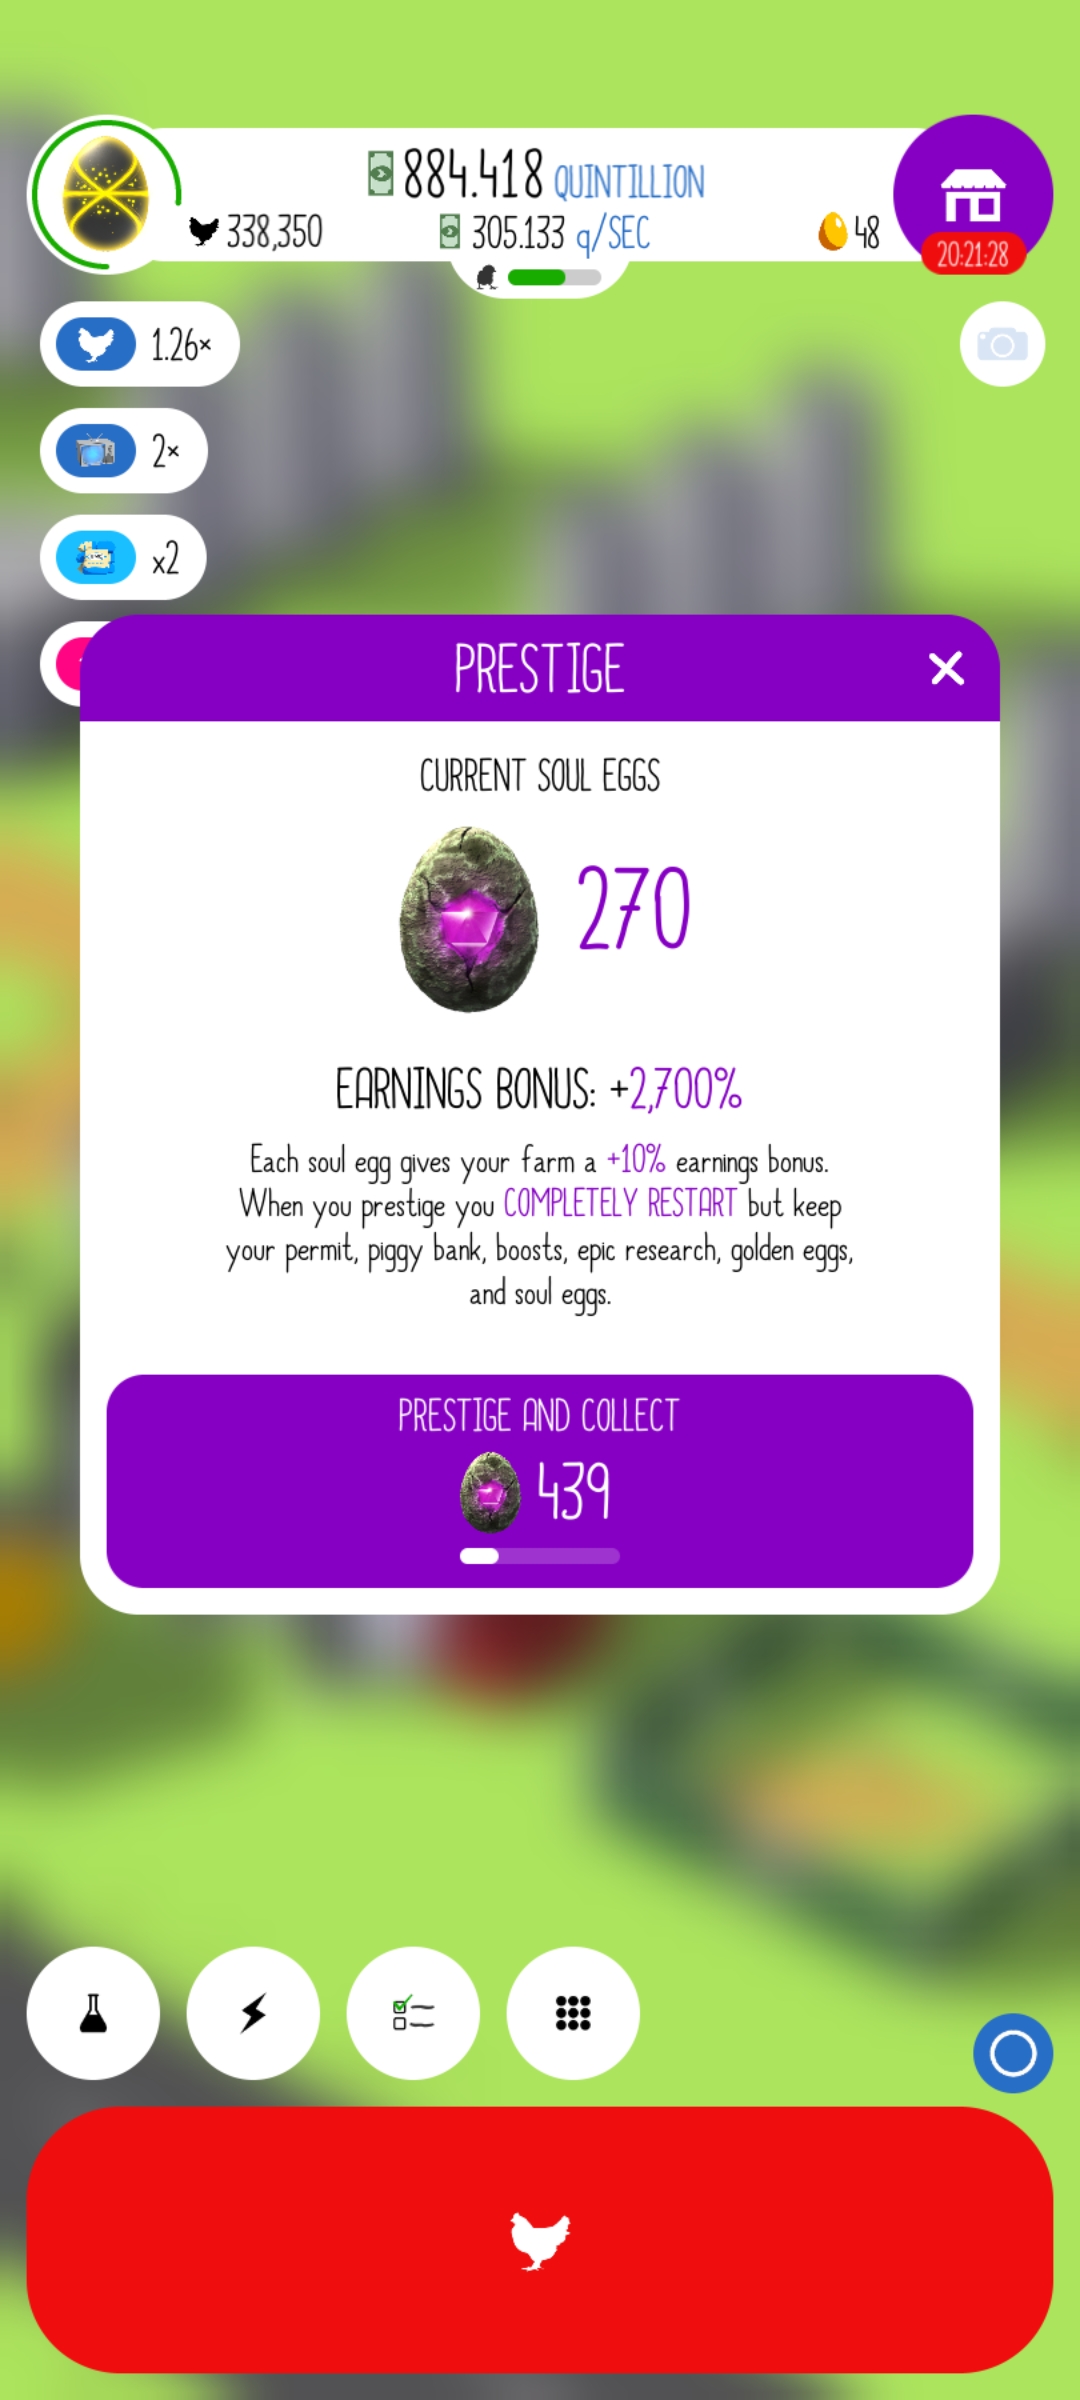 884.418 QUINTILLION
338,350
305.133 q/SEC
48
20:21:28
1.26×
2×
x2
PRESTIGE
CURRENT SOUL EGGS
270
EARNINGS BONUS: +2,700%
Each soul egg gives your farm a +10% earnings bonus.
When you prestige you COMPLETELY RESTART but keep
your permit, piggy bank, boosts, epic research, golden eggs,
and soul eggs.
PRESTIGE AND COLLECT
439